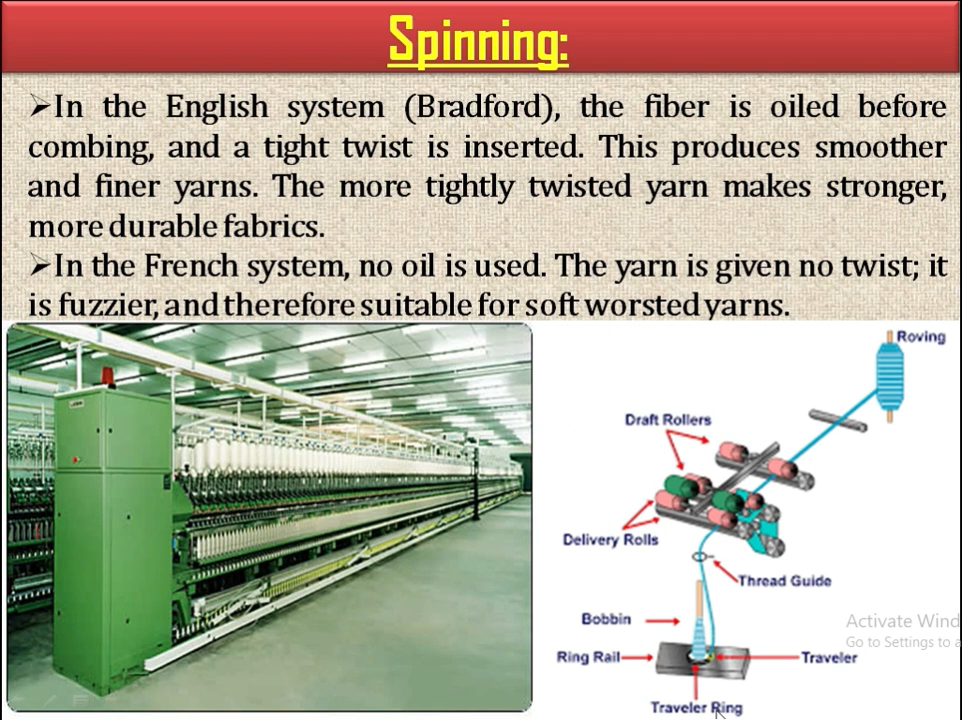 Spinning:
➢In the English system (Bradford), the fiber is oiled before
combing, and a tight twist is inserted. This produces smoother
and finer yarns. The more tightly twisted yarn makes stronger,
more durable fabrics.
➢In the French system, no oil is used. The yarn is given no twist; it
is fuzzier, and therefore suitable for soft worsted yarns.
Roving
Draft Rollers
Delivery Rolls
Thread Guide
Bobbin
Activate Wind
Go to Settings to a
Ring Rail
Traveler
Traveler Ring